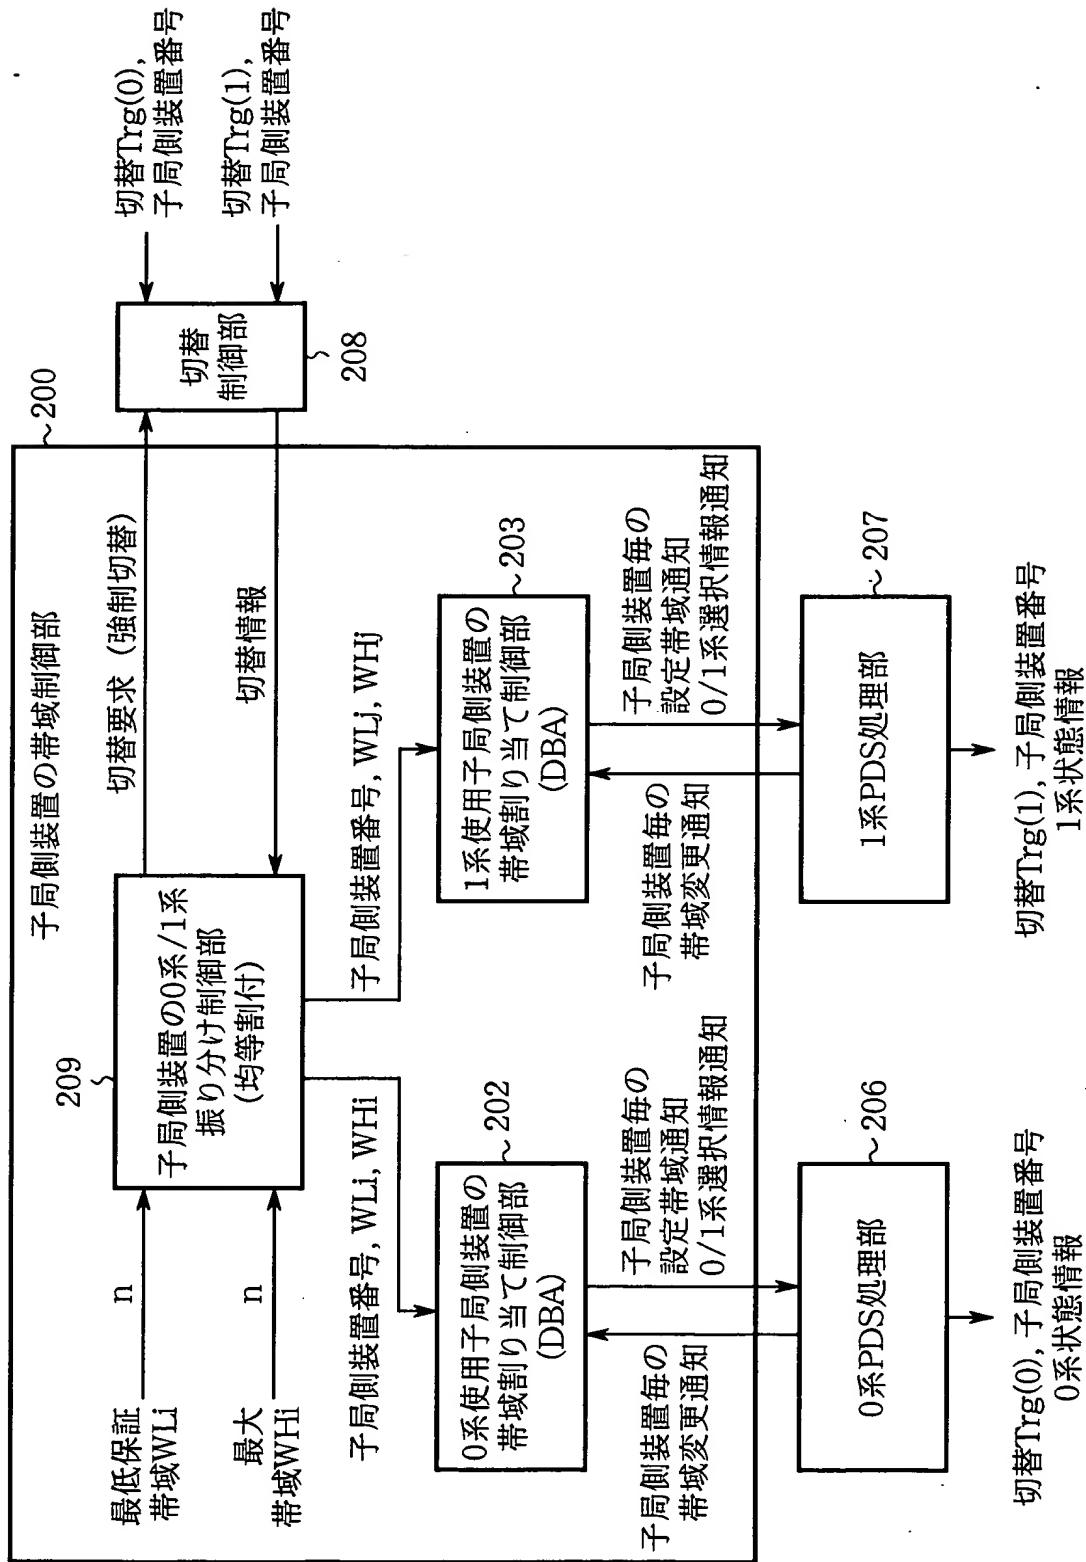 200
子局側装置の帯域制御部
最低保証
帯域WLi
n
最大
帯域WHi
n
209
子局側装置の0系/1系
振り分け制御部
(均等割付)
切替要求 (強制切替)
切替情報
切替
制御部
208
切替Trg(0),
子局側装置番号
切替Trg(1),
子局側装置番号
子局側装置番号, WLi, WHi
子局側装置番号, WLj, WHj
202
0系使用子局側装置の
帯域割り当て制御部
(DBA)
203
1系使用子局側装置の
帯域割り当て制御部
(DBA)
子局側装置毎の
帯域変更通知
子局側装置毎の
設定帯域通知
0/1系選択情報通知
子局側装置毎の
帯域変更通知
子局側装置毎の
設定帯域通知
0/1系選択情報通知
206
0系PDS処理部
207
1系PDS処理部
切替Trg(0), 子局側装置番号
0系状態情報
切替Trg(1), 子局側装置番号
1系状態情報